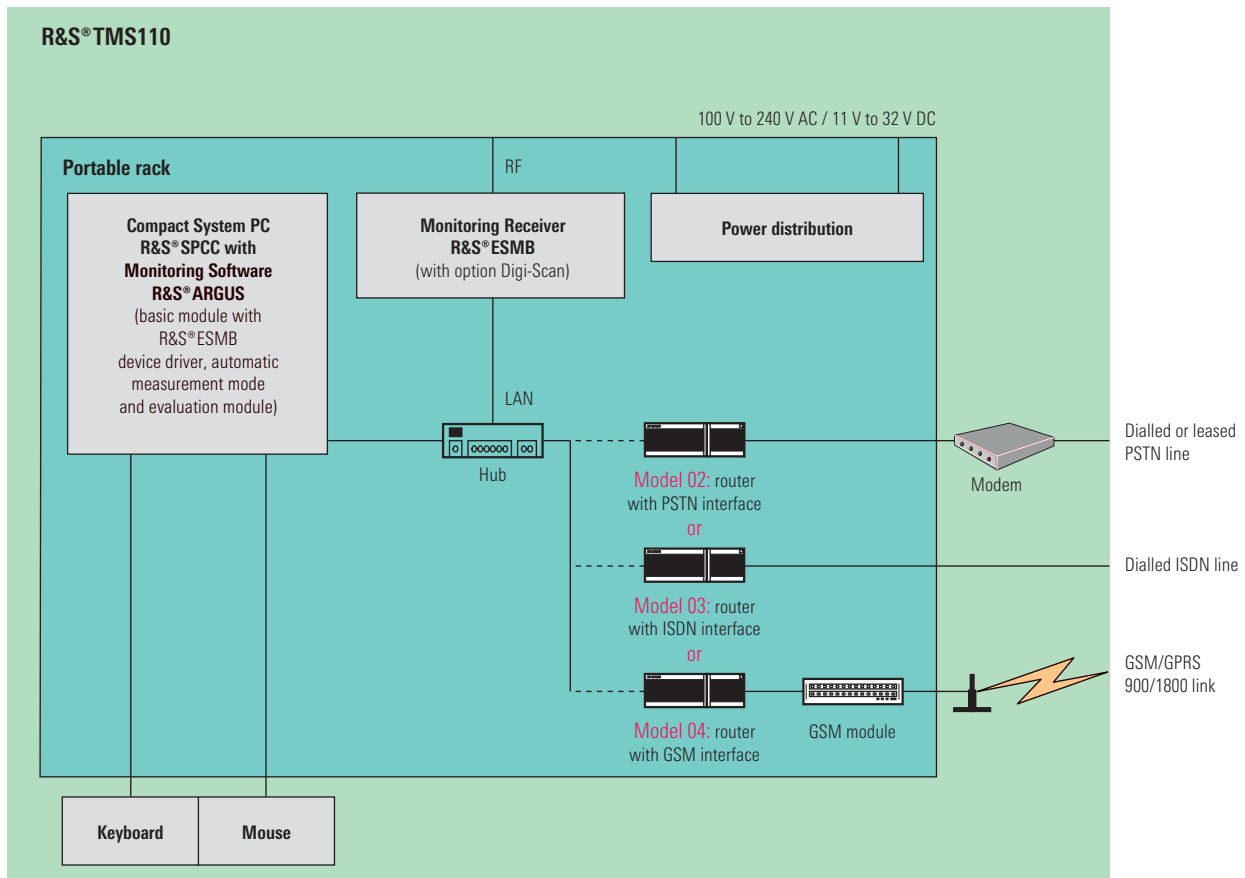 R&S®TMS110
100 V to 240 V AC / 11 V to 32 V DC
Portable rack
RF
Compact System PC
R&S®SPCC with
Monitoring Software
R&S®ARGUS
(basic module with
R&S®ESMB
device driver, automatic
measurement mode
and evaluation module)
Monitoring Receiver
R&S®ESMB
(with option Digi-Scan)
Power distribution
LAN
Hub
Model 02: router
with PSTN interface
or
Modem
Dialled or leased
PSTN line
Model 03: router
with ISDN interface
or
Dialled ISDN line
Model 04: router
with GSM interface
GSM module
GSM/GPRS
900/1800 link
Keyboard
Mouse